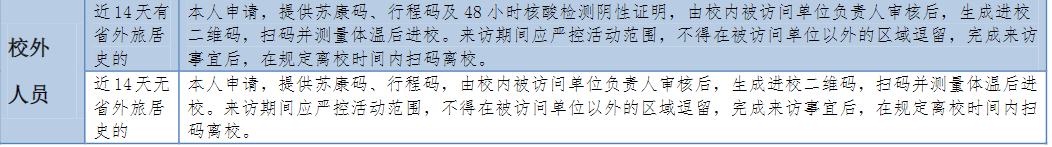 校外
人员
近14天有
省外旅居
史的
本人申请，提供苏康码、行程码及 48 小时核酸检测阴性证明，由校内被访问单位负责人审核后，生成进校
二维码，扫码并测量体温后进校。来访期间应严控活动范围，不得在被访问单位以外的区域逗留，完成来访
事宜后，在规定离校时间内扫码离校。
近14天无
省外旅居
史的
本人申请，提供苏康码、行程码，由校内被访问单位负责人审核后，生成进校二维码，扫码并测量体温后进
校。来访期间应严控活动范围，不得在被访问单位以外的区域逗留，完成来访事宜后，在规定离校时间内扫
码离校。